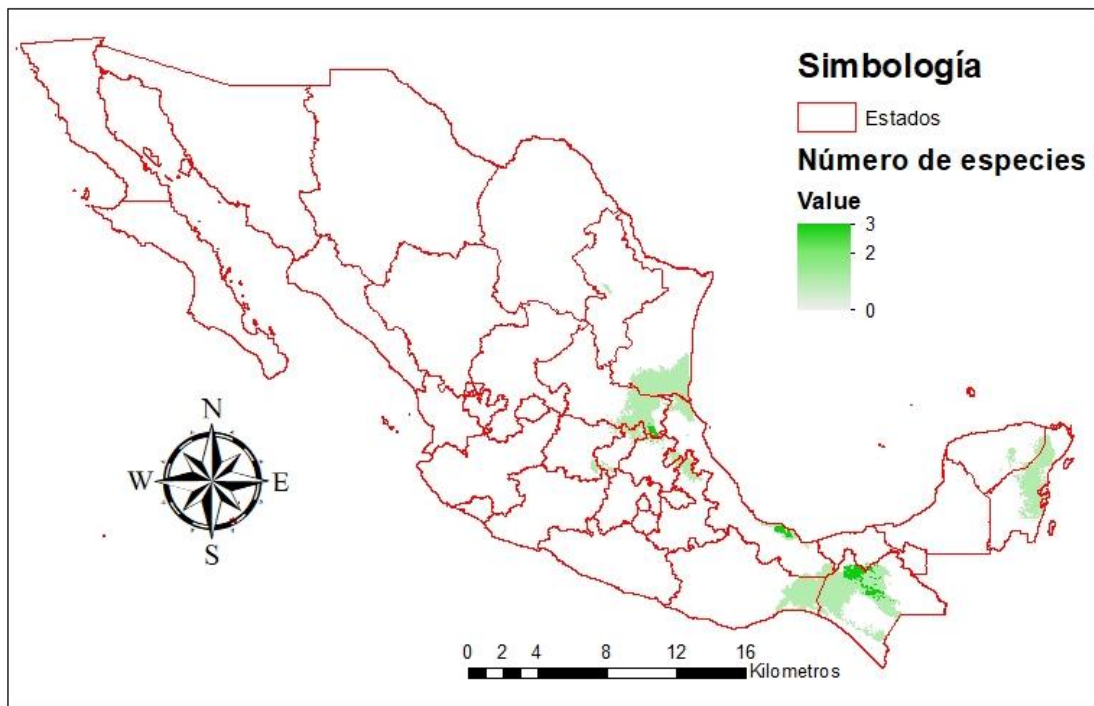 Simbología
Estados
Número de especies
Value
3
2
0
N
W E
S
0 2 4 8 12 16
Kilometros